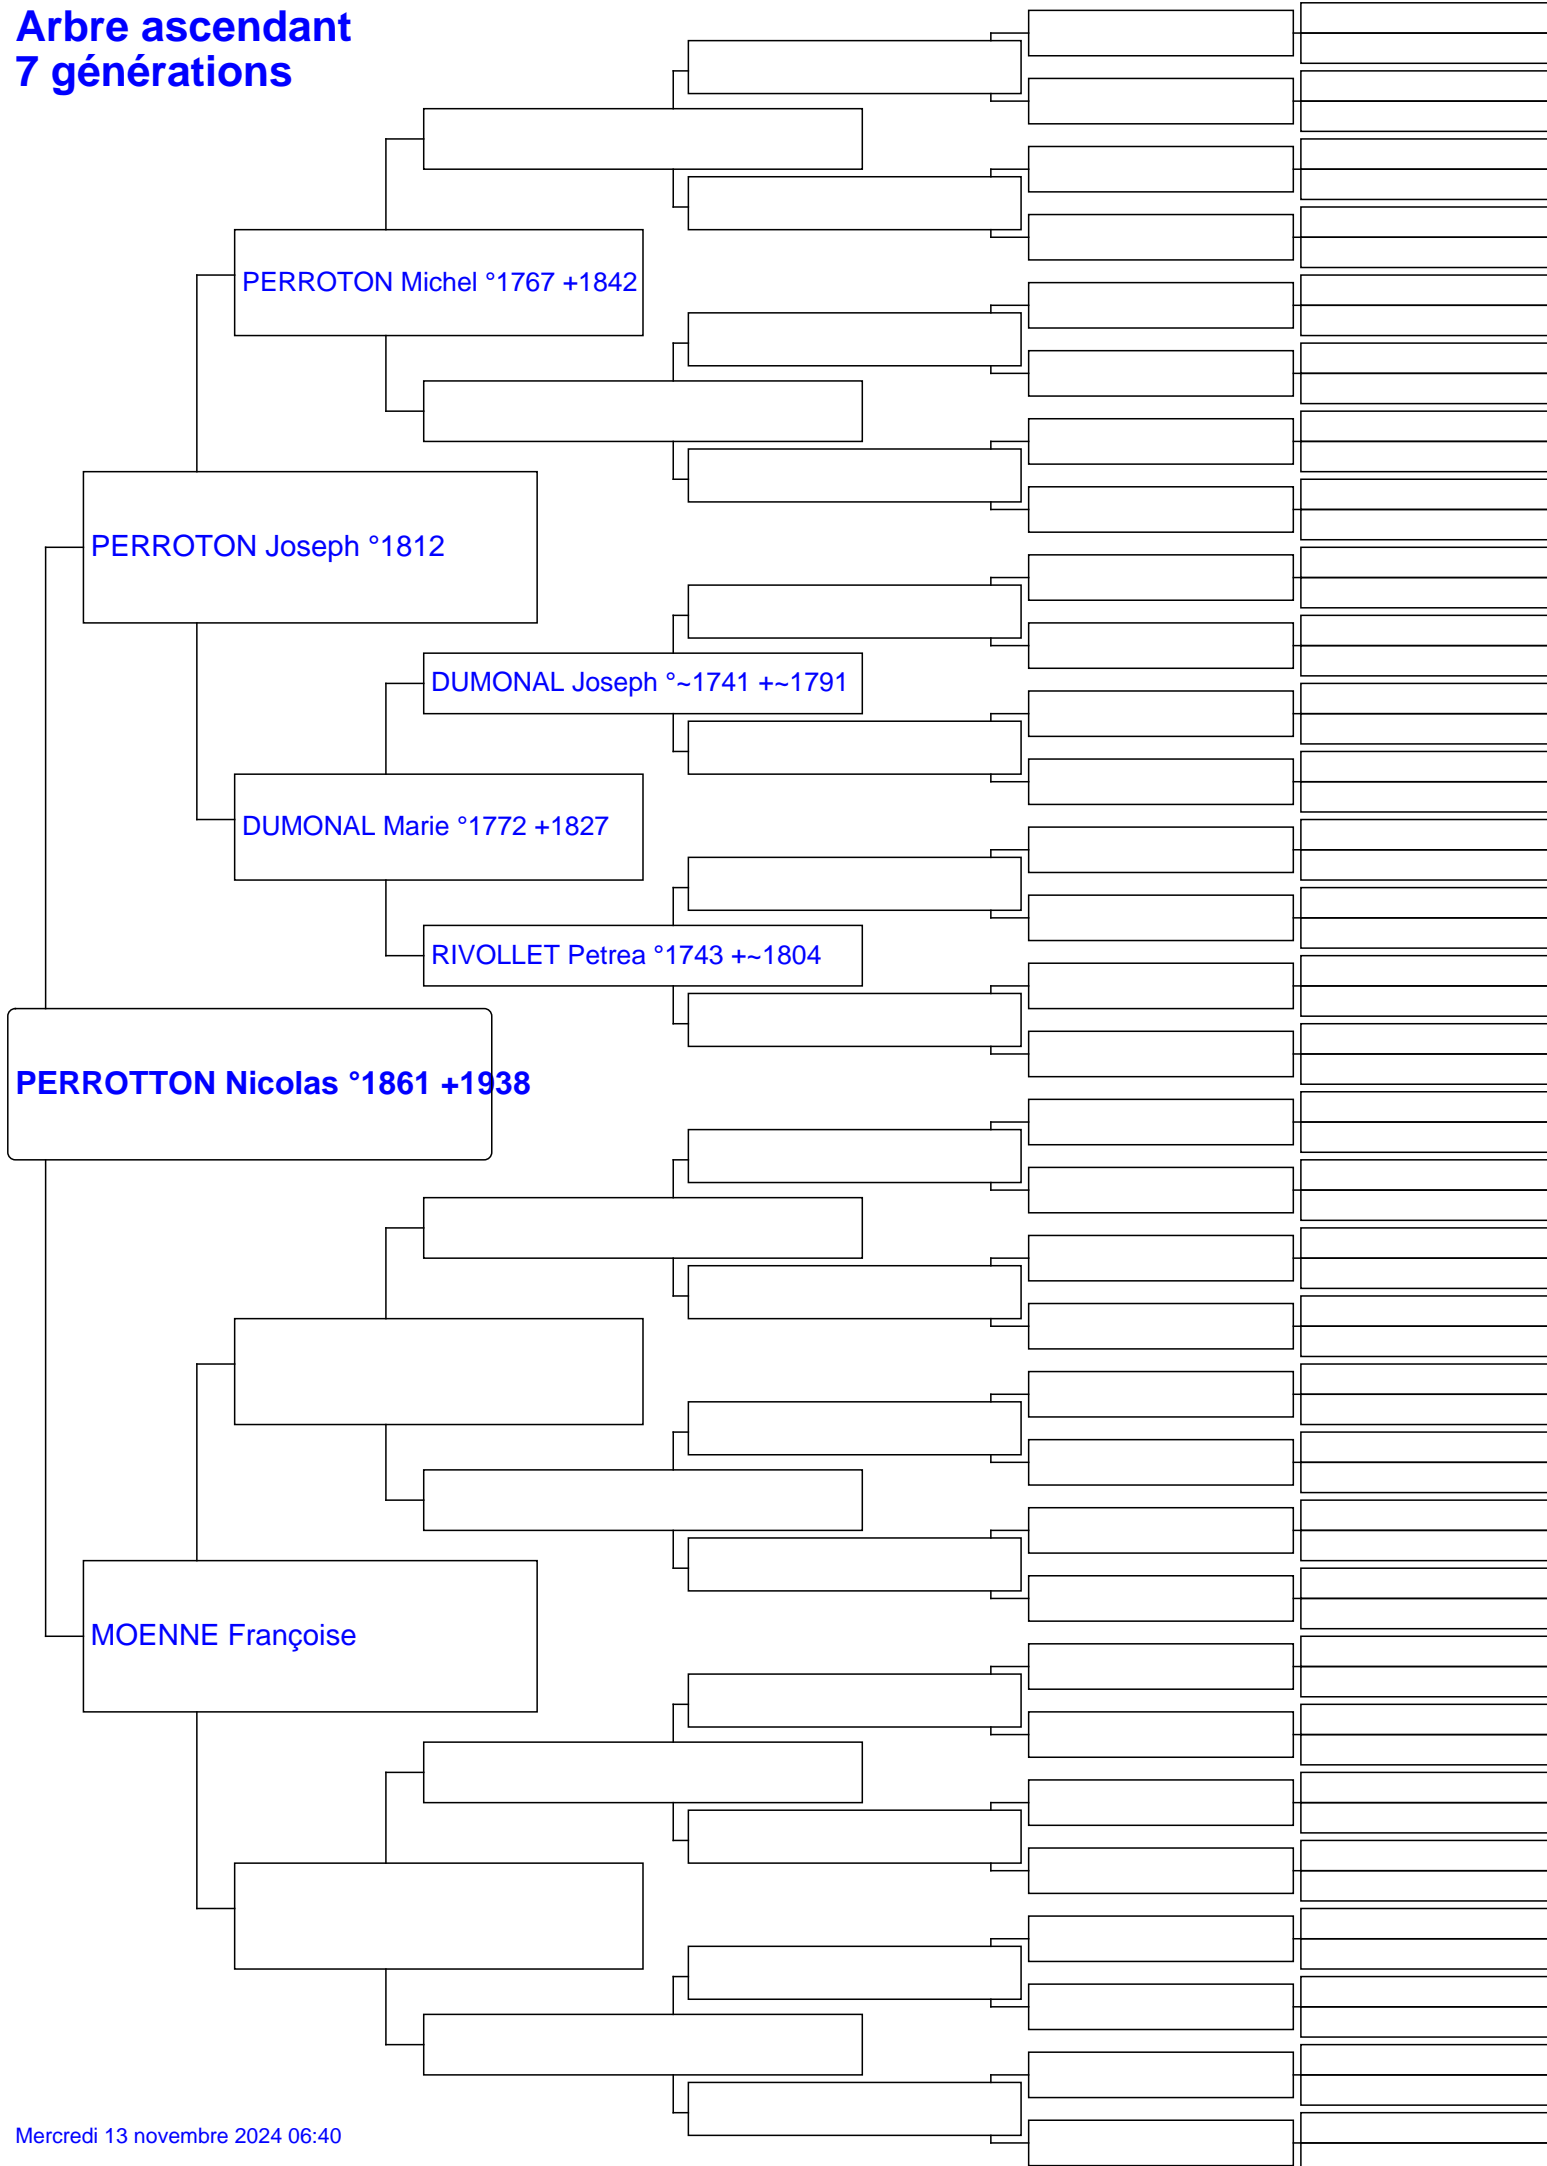 Arbre ascendant
7 générations
PERROTON Michel °1767 +1842
PERROTON Joseph °1812
DUMONAL Joseph °~1741 +~1791
DUMONAL Marie °1772 +1827
RIVOLLET Petrea °1743 +~1804
PERROTTON Nicolas °1861 +1938
MOENNE Françoise
Mercredi 13 novembre 2024 06:40